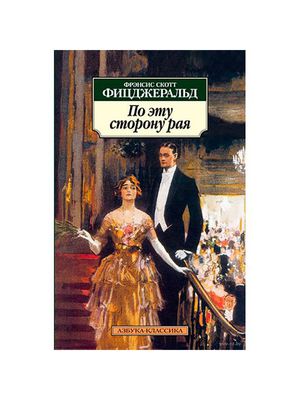 ФРЭНСИС СКОТТ
ФИЦДЖЕРАЛЬД
По эту
сторону рая
АЗБУКА-КЛАССИКА